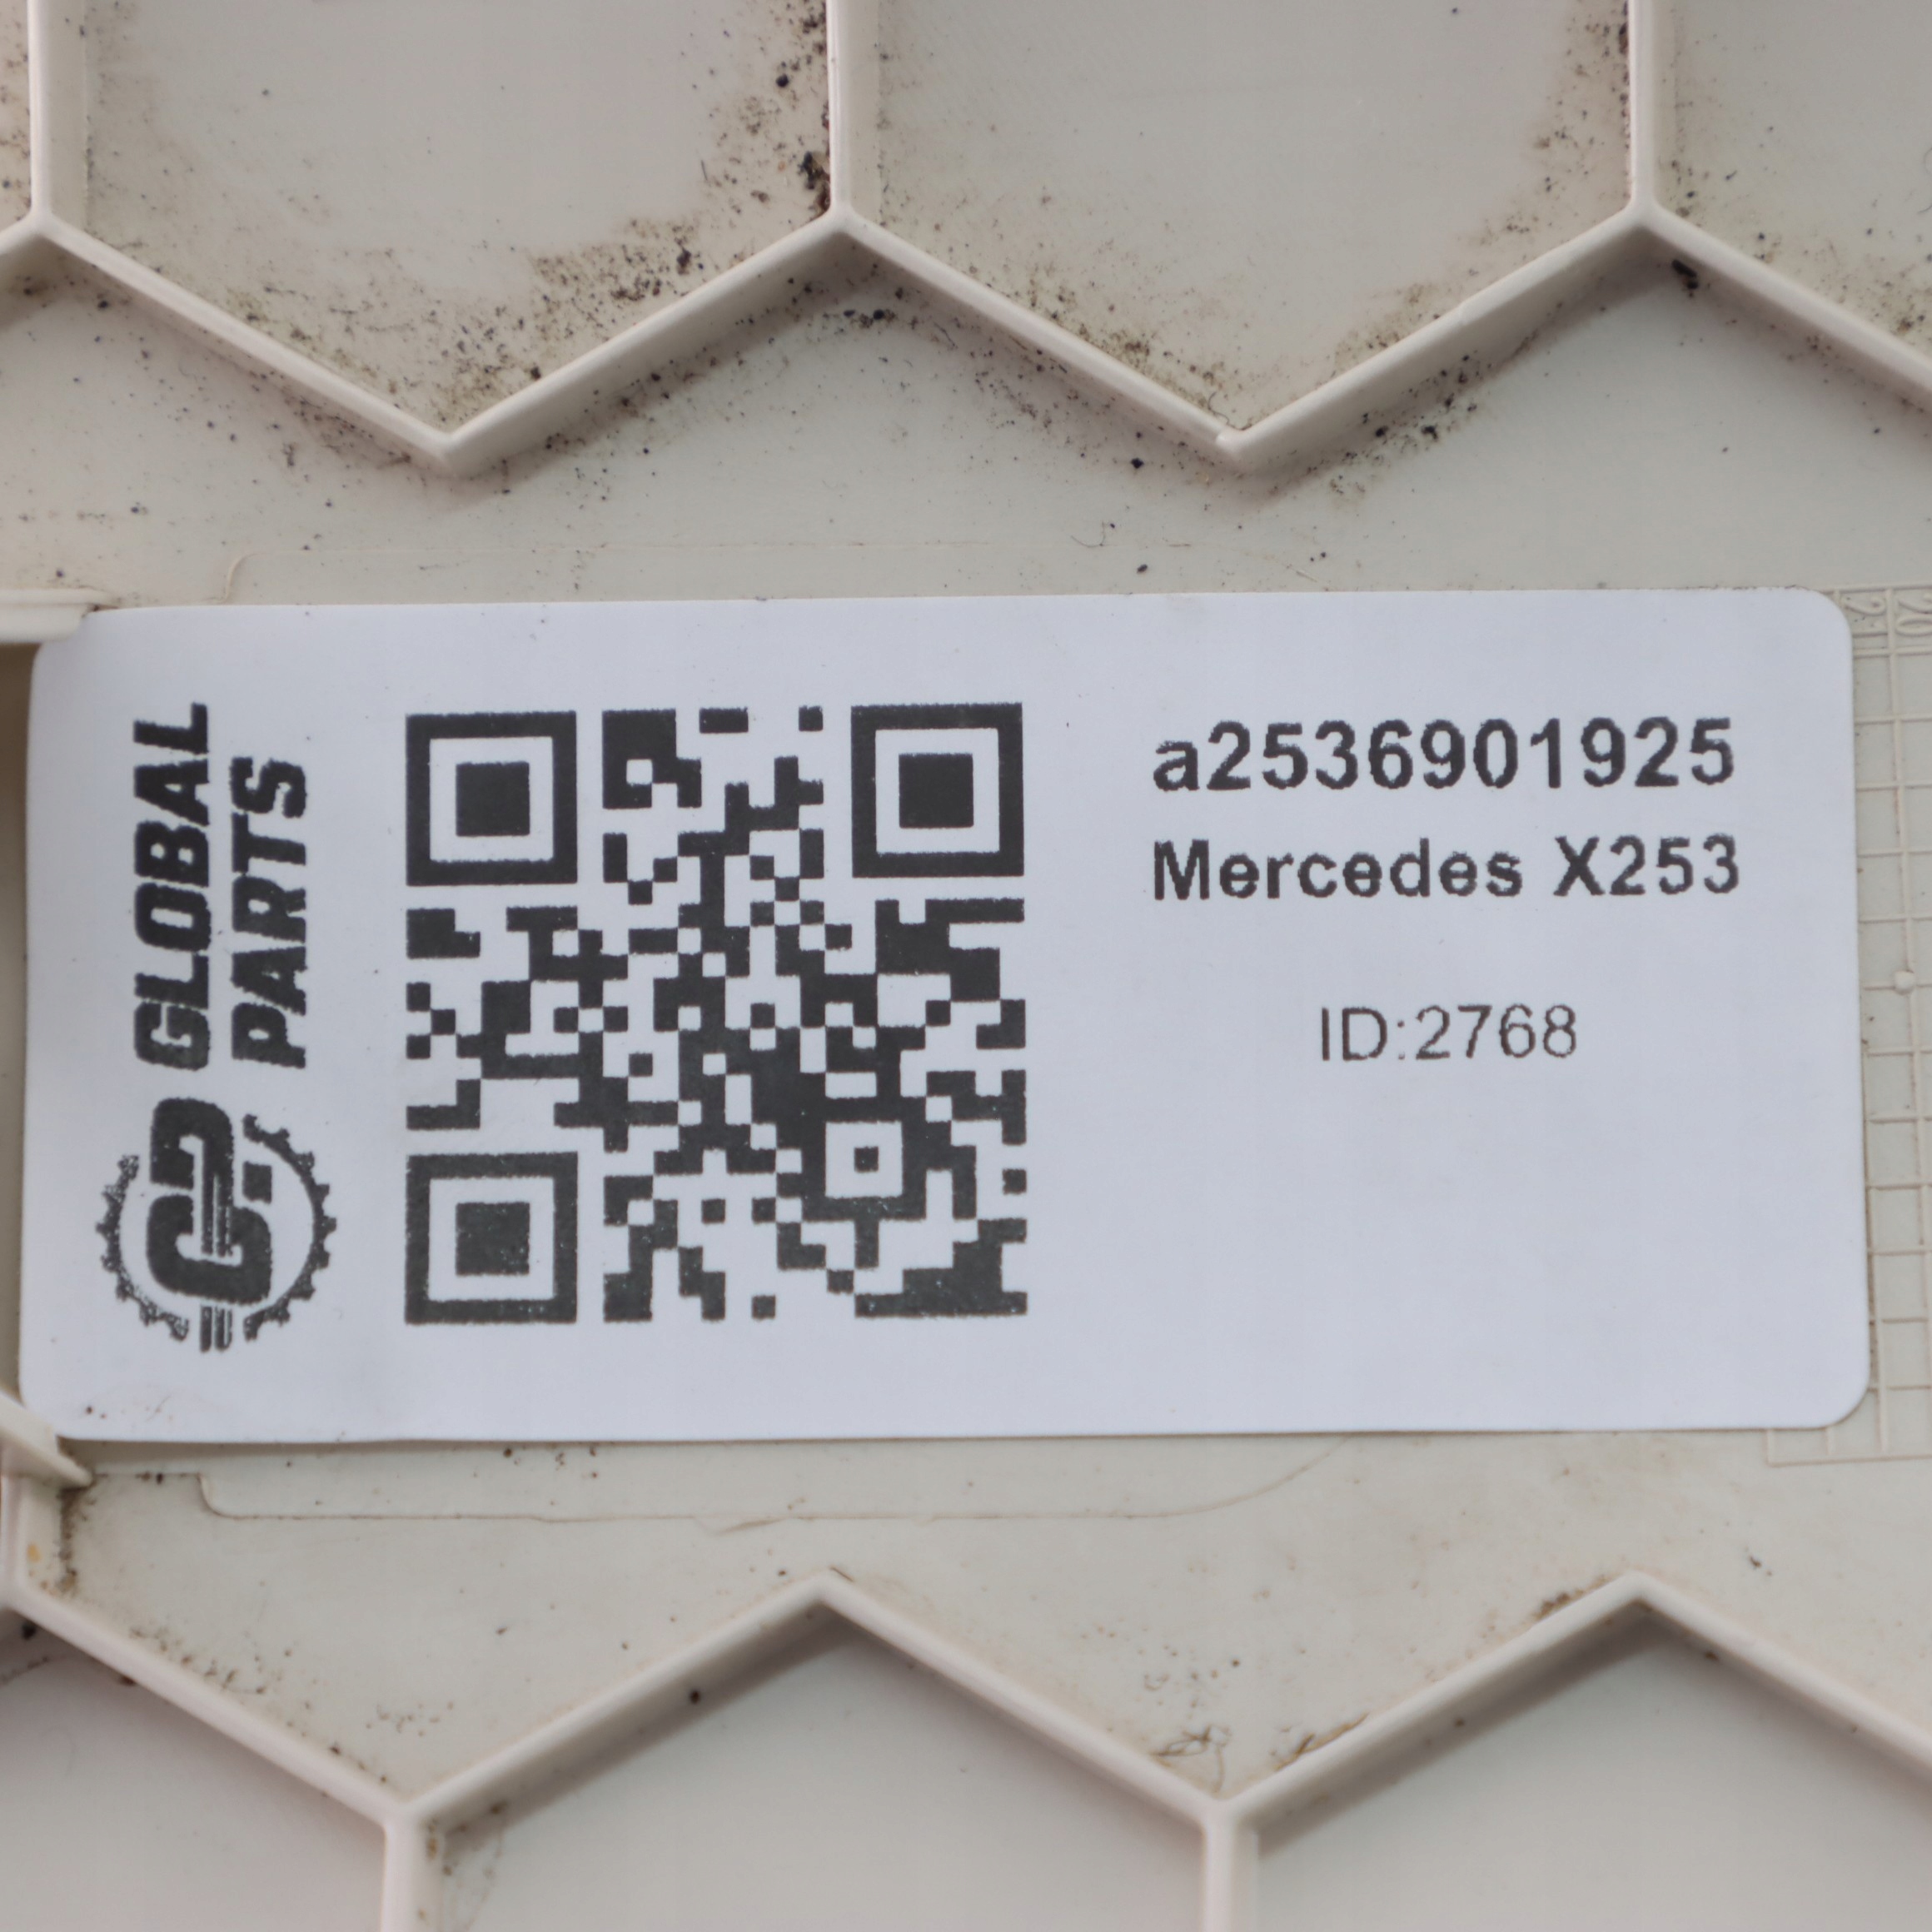 GLOBAL
PARTS
a2536901925
Mercedes X253
ID:2768